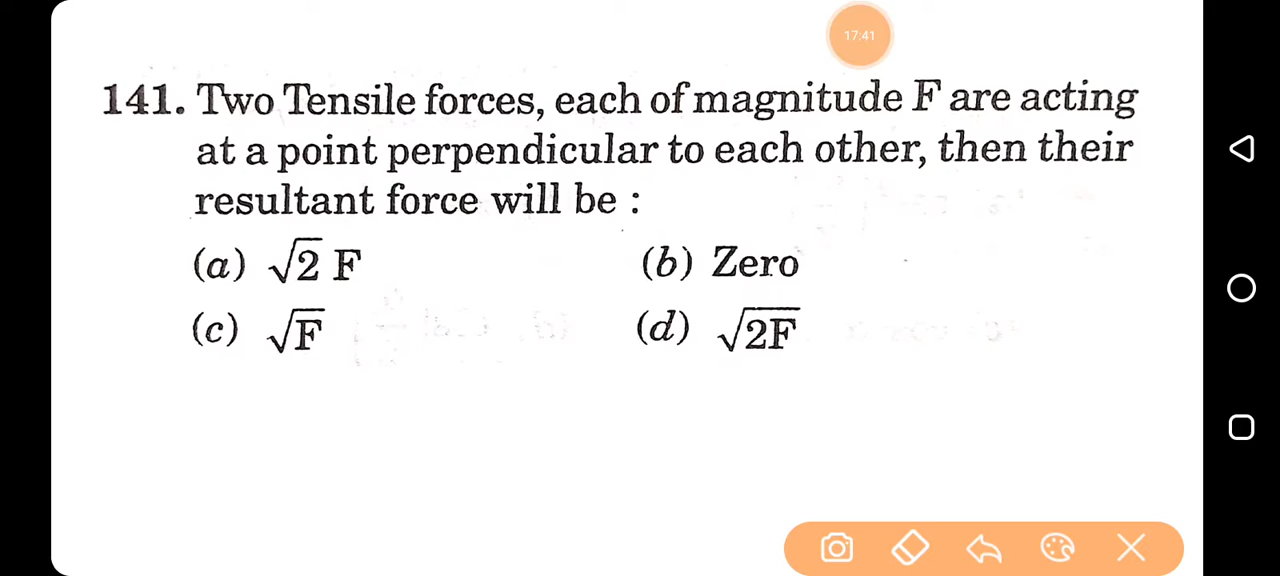 17:41
141. Two Tensile forces, each of magnitude F are acting
at a point perpendicular to each other, then their
resultant force will be :
(a) √2 F (b) Zero
(c) √F (d) √2F